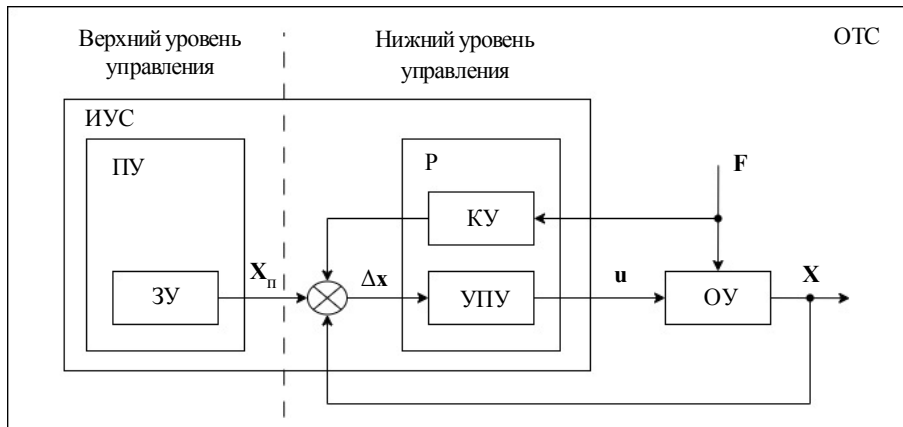 Верхний уровень
управления
Нижний уровень
управления
ОТС
ИУС
ПУ
Р
F
КУ
Xп
Δx
u
X
ЗУ
УПУ
ОУ